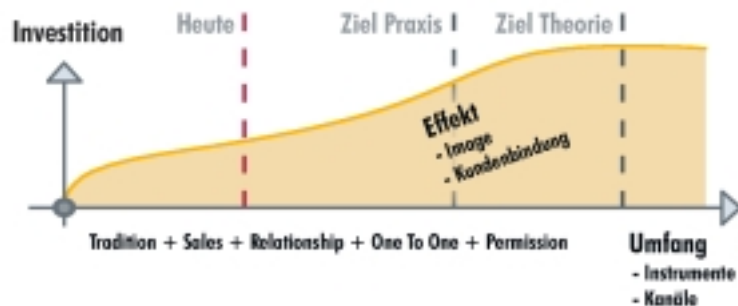 Heute
Ziel Praxis
Ziel Theorie
Investition
Effekt
- Image
- Kundenbindung
Tradition + Sales + Relationship + One To One + Permission
Umfang
- Instrumente
- Kanäle